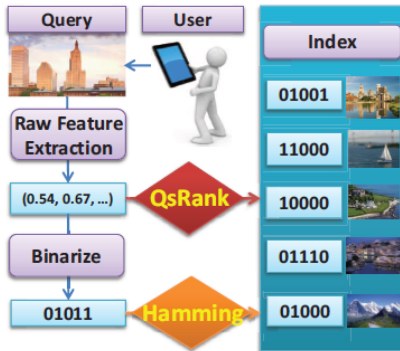 Query
User
Index
Raw Feature
Extraction
(0.54, 0.67, ...)
QsRank
Binarize
01011
Hamming
01001
11000
10000
01110
01000